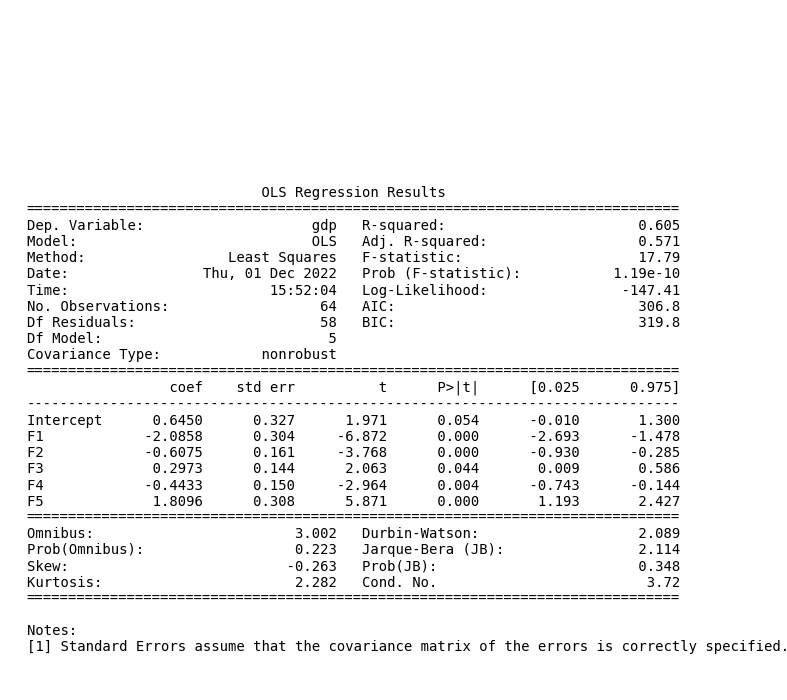 OLS Regression Results
==============================================================================
Dep. Variable:                    gdp   R-squared:                       0.605
Model:                            OLS   Adj. R-squared:                  0.571
Method:                 Least Squares   F-statistic:                     17.79
Date:                Thu, 01 Dec 2022   Prob (F-statistic):           1.19e-10
Time:                        15:52:04   Log-Likelihood:                -147.41
No. Observations:                  64   AIC:                             306.8
Df Residuals:                      58   BIC:                             319.8
Df Model:                           5
Covariance Type:            nonrobust
==============================================================================
                 coef    std err          t      P>|t|      [0.025      0.975]
------------------------------------------------------------------------------
Intercept      0.6450      0.327      1.971      0.054      -0.010       1.300
F1            -2.0858      0.304     -6.872      0.000      -2.693      -1.478
F2            -0.6075      0.161     -3.768      0.000      -0.930      -0.285
F3             0.2973      0.144      2.063      0.044       0.009       0.586
F4            -0.4433      0.150     -2.964      0.004      -0.743      -0.144
F5             1.8096      0.308      5.871      0.000       1.193       2.427
==============================================================================
Omnibus:                        3.002   Durbin-Watson:                   2.089
Prob(Omnibus):                  0.223   Jarque-Bera (JB):                2.114
Skew:                          -0.263   Prob(JB):                        0.348
Kurtosis:                       2.282   Cond. No.                         3.72
==============================================================================
Notes:
[1] Standard Errors assume that the covariance matrix of the errors is correctly specified.